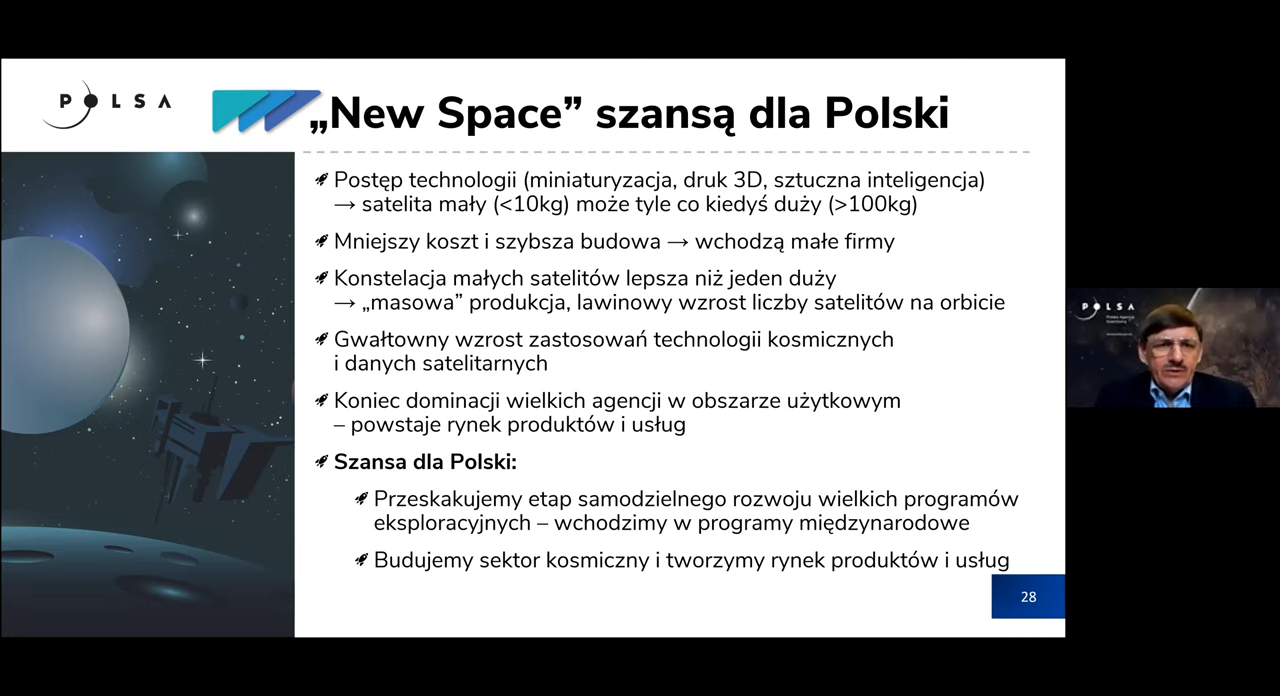 POLSA
„New Space” szansą dla Polski
Postęp technologii (miniaturyzacja, druk 3D, sztuczna inteligencja)
→ satelita mały (<10kg) może tyle co kiedyś duży (>100kg)
Mniejszy koszt i szybsza budowa → wchodzą małe firmy
Konstelacja małych satelitów lepsza niż jeden duży
→ „masowa” produkcja, lawinowy wzrost liczby satelitów na orbicie
Gwałtowny wzrost zastosowań technologii kosmicznych
i danych satelitarnych
Koniec dominacji wielkich agencji w obszarze użytkowym
– powstaje rynek produktów i usług
Szansa dla Polski:
Przeskakujemy etap samodzielnego rozwoju wielkich programów
eksploracyjnych – wchodzimy w programy międzynarodowe
Budujemy sektor kosmiczny i tworzymy rynek produktów i usług
28
POLSA